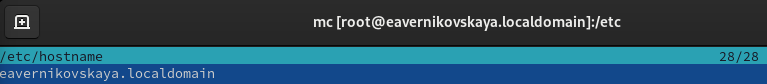 mc [root@eavernikovskaya.localdomain]:/etc
/etc/hostname 28/28
eavernikovskaya.localdomain